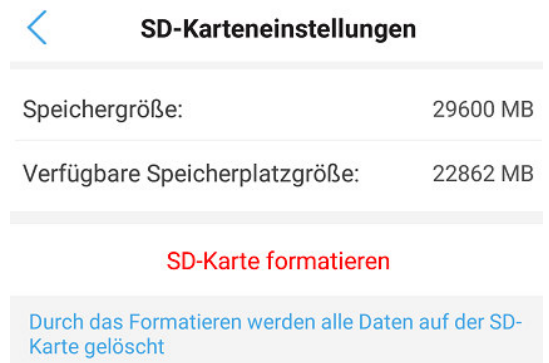 SD-Karteneinstellungen
Speichergröße: 29600 MB
Verfügbare Speicherplatzgröße: 22862 MB
SD-Karte formatieren
Durch das Formatieren werden alle Daten auf der SD-
Karte gelöscht